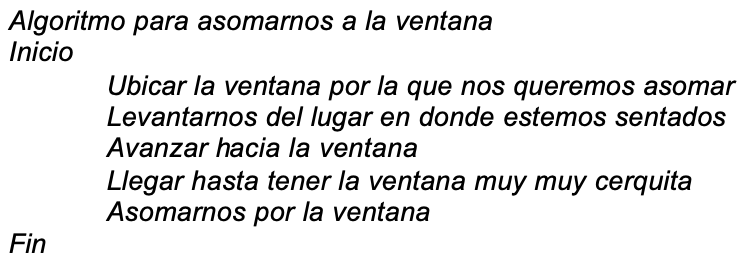 Algoritmo para asomarnos a la ventana
Inicio
Ubicar la ventana por la que nos queremos asomar
Levantarnos del lugar en donde estemos sentados
Avanzar hacia la ventana
Llegar hasta tener la ventana muy muy cerquita
Asomarnos por la ventana
Fin